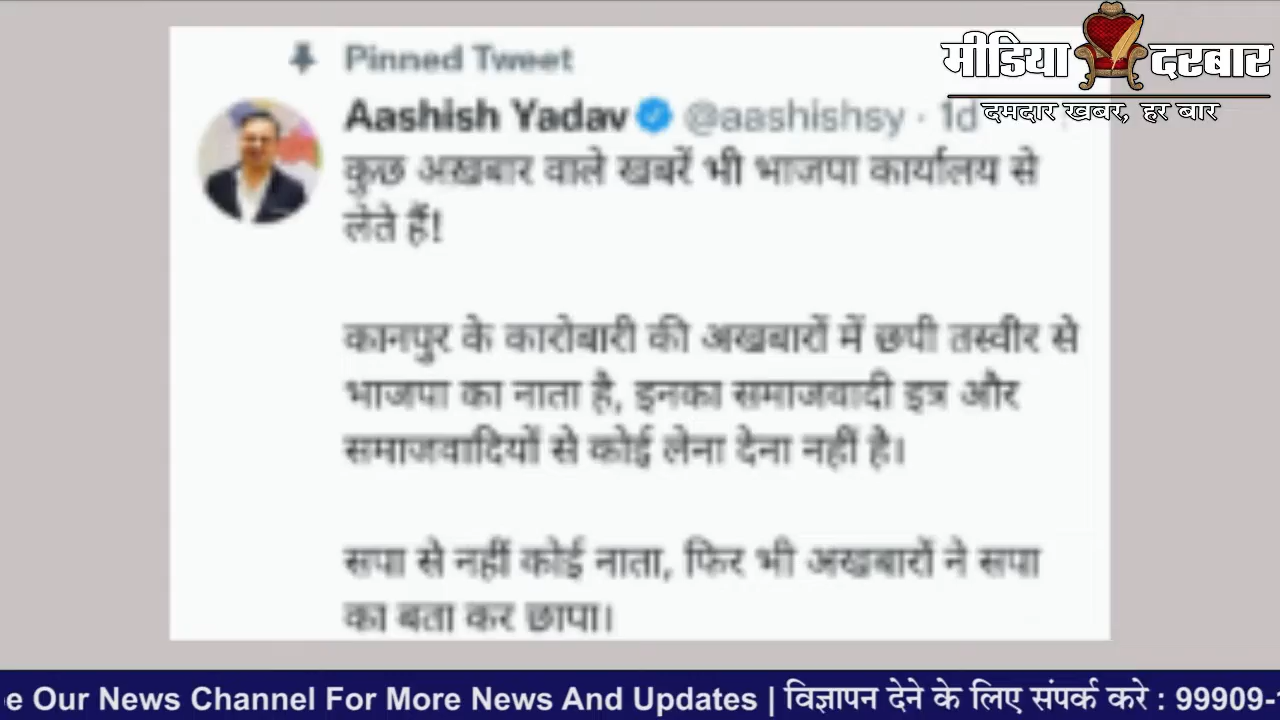 मीडिया दरबार
दमदार खबर, हर बार
Pinned Tweet
Aashish Yadav @aashishsy · 1d
कुछ अख़बार वाले खबरें भी भाजपा कार्यालय से
लेते हैं!
कानपुर के कारोबारी की अखबारों में छपी तस्वीर से
भाजपा का नाता है, इनका समाजवादी इत्र और
समाजवादियों से कोई लेना देना नहीं है।
सपा से नहीं कोई नाता, फिर भी अखबारों ने सपा
का बता कर छापा।
e Our News Channel For More News And Updates | विज्ञापन देने के लिए संपर्क करे : 99909-